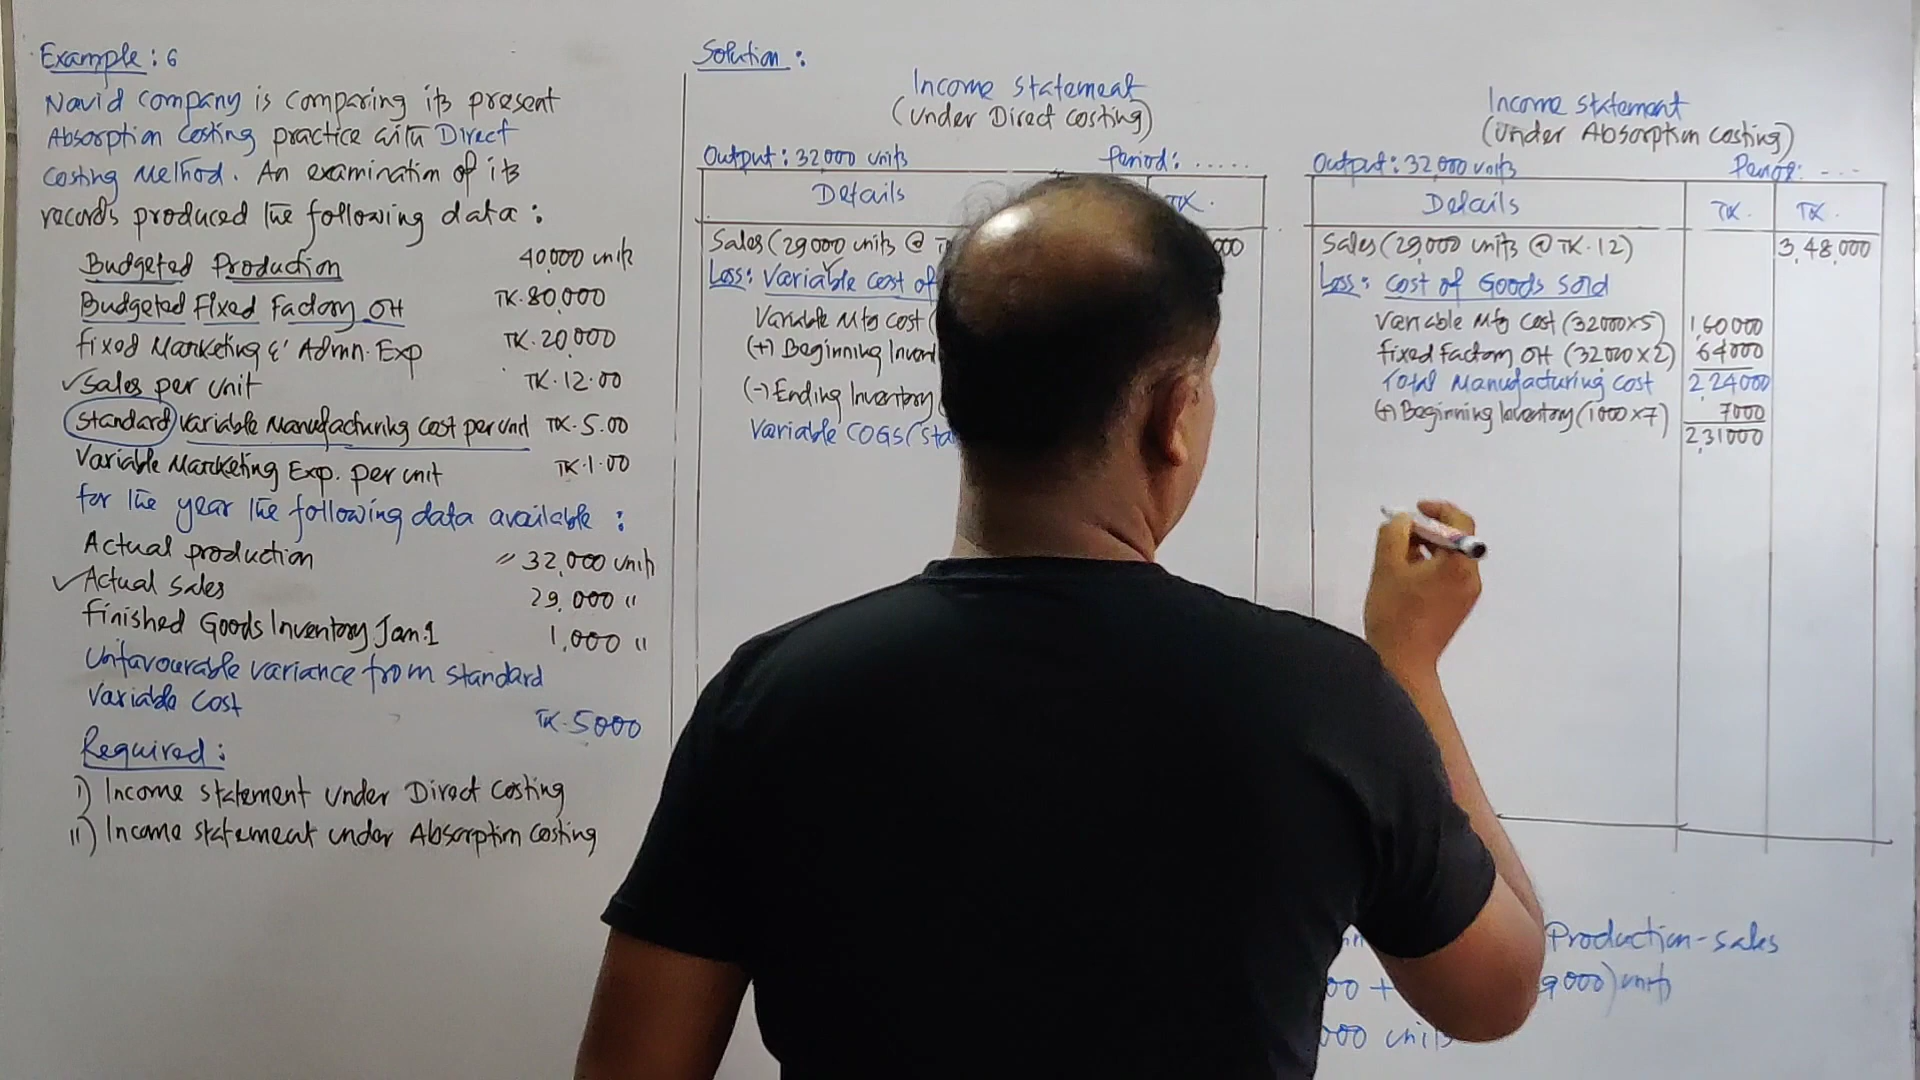 Example: 6
Navid company is comparing its present
Absorption Costing practice with Direct
costing Method. An examination of its
records produced the following data:
Budgeted Production 40,000 units
Budgeted Fixed Factory OH TK.80,000
fixed Marketing & Admn. Exp TK.20,000
✓Sales per unit TK.12.00
Standard variable Manufacturing cost per unit TK.5.00
Variable Marketing Exp. per unit TK.1.00
for the year the following data available:
Actual production 32,000 units
✓Actual sales 29,000 "
Finished Goods Inventory Jan:1 1,000 "
Unfavourable variance from standard
variable cost TK.5000
Required:
i) Income statement under Direct Costing
ii) Income statement under Absorption Costing
Solution:
Income statement
(under Direct costing)
Output: 32000 units Period: .....
Details TK.
Sales (29,000 units @
Less: Variable cost of
Variable Mfg cost (
(+) Beginning
(-) Ending Inventory
Variable COGS (
Income statement
(under Absorption costing)
Output: 32,000 units Period: ...
Details TK. TK.
Sales (29,000 units @ TK.12) 3,48,000
Less: Cost of Goods sold
Variable Mfg cost (32000x5) 160000
fixed factory OH (32000x2) 64000
Total Manufacturing cost 2,24000
(+) Beginning Inventory (1000x7) 7000
2,31000
Production-sales
00 + 9000) units
000 units